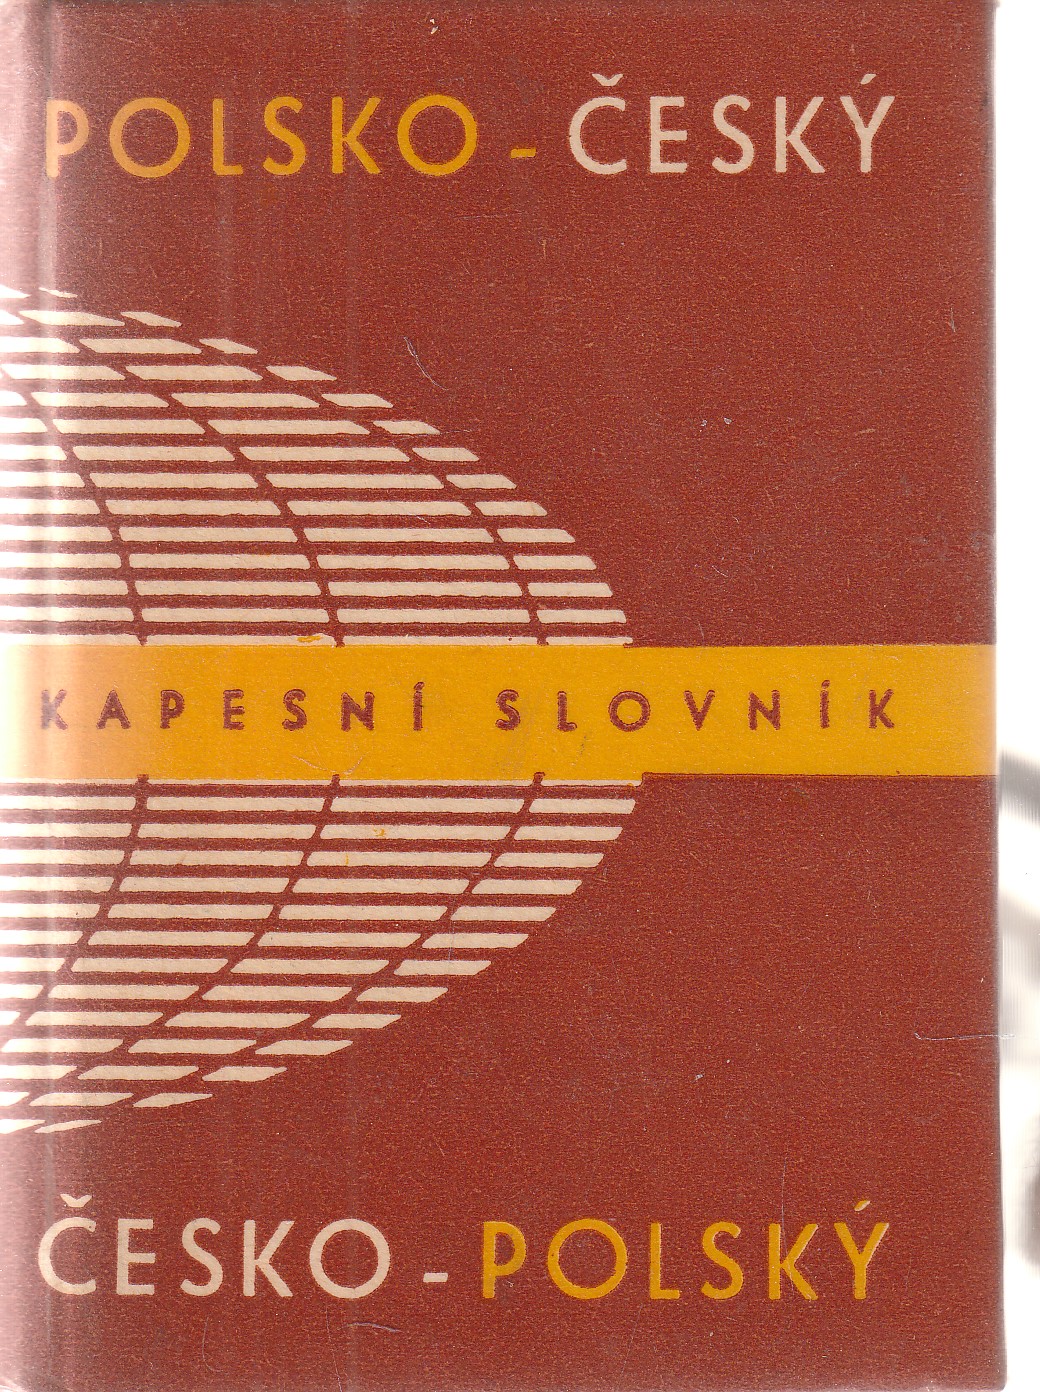 POLSKO - ČESKÝ
KAPESNÍ SLOVNÍK
ČESKO - POLSKÝ